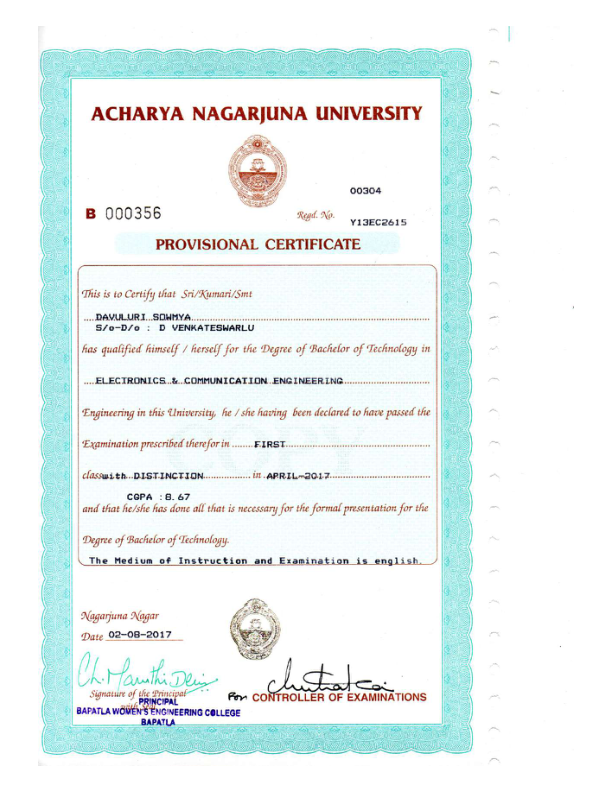 ACHARYA NAGARJUNA UNIVERSITY
00304
B 000356
Regd. No. Y13EC2615
PROVISIONAL CERTIFICATE
This is to Certify that Sri/Kumari/Smt
DAVULURI SOWMYA
S/o-D/o : D VENKATESWARLU
has qualified himself / herself for the Degree of Bachelor of Technology in
ELECTRONICS & COMMUNICATION ENGINEERING
Engineering in this University, he / she having been declared to have passed the
Examination prescribed therefor in FIRST
class with DISTINCTION in APRIL-2017
CGPA : 8.67
and that he/she has done all that is necessary for the formal presentation for the
Degree of Bachelor of Technology.
The Medium of Instruction and Examination is english.
Nagarjuna Nagar
Date 02-08-2017
Signature of the Principal
PRINCIPAL
For CONTROLLER OF EXAMINATIONS
BAPATLA WOMEN'S ENGINEERING COLLEGE
BAPATLA